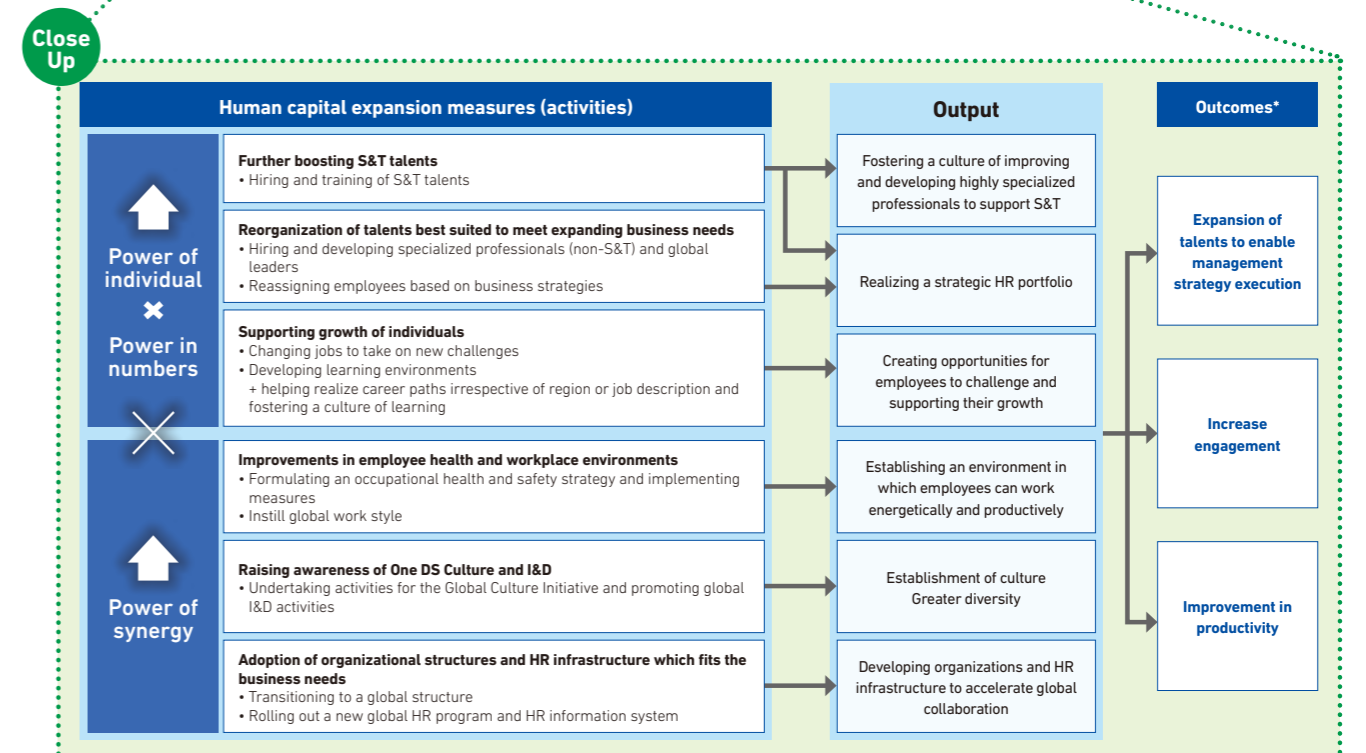 Close
Up
Human capital expansion measures (activities)
Output
Outcomes*
Power of
individual
×
Power in
numbers
×
Power of
synergy
Further boosting S&T talents
• Hiring and training of S&T talents
Reorganization of talents best suited to meet expanding business needs
• Hiring and developing specialized professionals (non-S&T) and global
leaders
• Reassigning employees based on business strategies
Supporting growth of individuals
• Changing jobs to take on new challenges
• Developing learning environments
+ helping realize career paths irrespective of region or job description and
fostering a culture of learning
Improvements in employee health and workplace environments
• Formulating an occupational health and safety strategy and implementing
measures
• Instill global work style
Raising awareness of One DS Culture and I&D
• Undertaking activities for the Global Culture Initiative and promoting global
I&D activities
Adoption of organizational structures and HR infrastructure which fits the
business needs
• Transitioning to a global structure
• Rolling out a new global HR program and HR information system
Fostering a culture of improving
and developing highly specialized
professionals to support S&T
Realizing a strategic HR portfolio
Creating opportunities for
employees to challenge and
supporting their growth
Establishing an environment in
which employees can work
energetically and productively
Establishment of culture
Greater diversity
Developing organizations and HR
infrastructure to accelerate global
collaboration
Expansion of
talents to enable
management
strategy execution
Increase
engagement
Improvement in
productivity